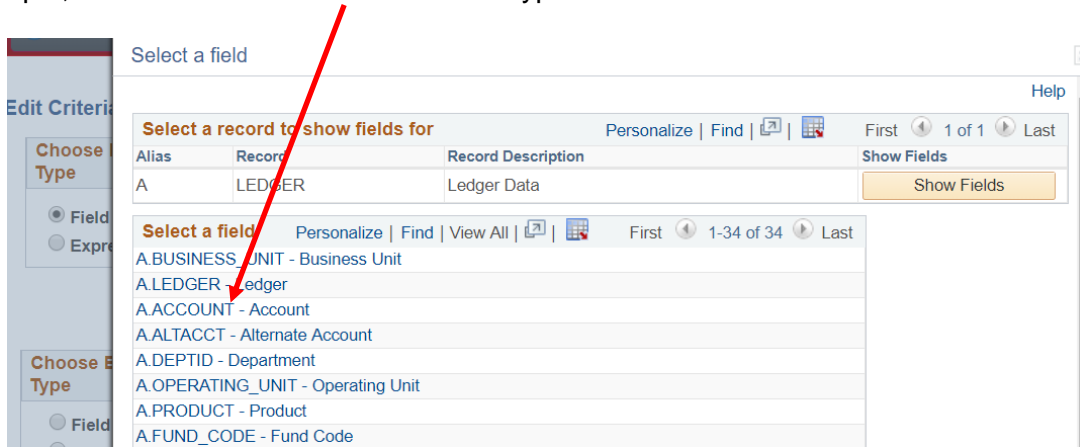 Select a field
Help
Edit Criteria
Select a record to show fields for Personalize | Find | | First 1 of 1 Last
Choose
Type
Alias Record Record Description Show Fields
A LEDGER Ledger Data Show Fields
Field
Select a field Personalize | Find | View All | | First 1-34 of 34 Last
Expre
A.BUSINESS_UNIT - Business Unit
A.LEDGER - Ledger
A.ACCOUNT - Account
A.ALTACCT - Alternate Account
A.DEPTID - Department
Choose E
Type
A.OPERATING_UNIT - Operating Unit
A.PRODUCT - Product
Field
A.FUND_CODE - Fund Code